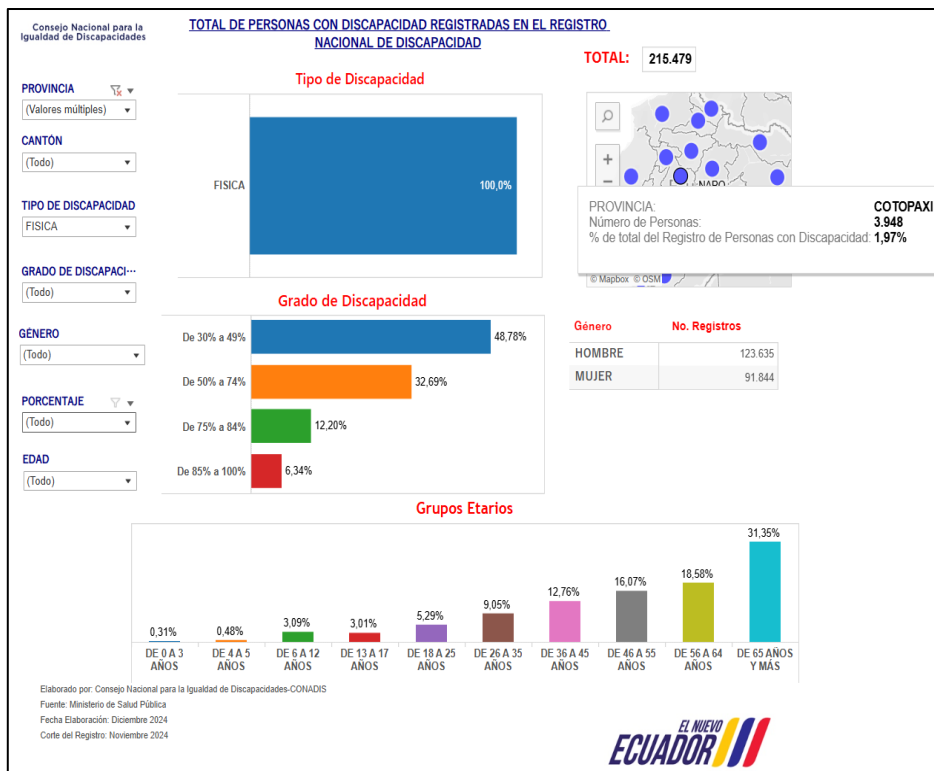 Consejo Nacional para la
Igualdad de Discapacidades
TOTAL DE PERSONAS CON DISCAPACIDAD REGISTRADAS EN EL REGISTRO
NACIONAL DE DISCAPACIDAD
TOTAL: 215.479
PROVINCIA
(Valores múltiples)
CANTÓN
(Todo)
TIPO DE DISCAPACIDAD
FISICA
GRADO DE DISCAPACI···
(Todo)
GÉNERO
(Todo)
PORCENTAJE
(Todo)
EDAD
(Todo)
Tipo de Discapacidad
FISICA
100,0%
+
−
NAPO
PROVINCIA: COTOPAXI
Número de Personas: 3.948
% de total del Registro de Personas con Discapacidad: 1,97%
© Mapbox © OSM
Grado de Discapacidad
De 30% a 49% 48,78%
De 50% a 74% 32,69%
De 75% a 84% 12,20%
De 85% a 100% 6,34%
Género No. Registros
HOMBRE 123.635
MUJER 91.844
Grupos Etarios
0,31% 0,48% 3,09% 3,01% 5,29% 9,05% 12,76% 16,07% 18,58% 31,35%
DE 0 A 3 DE 4 A 5 DE 6 A 12 DE 13 A 17 DE 18 A 25 DE 26 A 35 DE 36 A 45 DE 46 A 55 DE 56 A 64 DE 65 AÑOS
AÑOS AÑOS AÑOS AÑOS AÑOS AÑOS AÑOS AÑOS AÑOS Y MÁS
Elaborado por: Consejo Nacional para la Igualdad de Discapacidades-CONADIS
Fuente: Ministerio de Salud Pública
Fecha Elaboración: Diciembre 2024
Corte del Registro: Noviembre 2024
EL NUEVO
ECUADOR